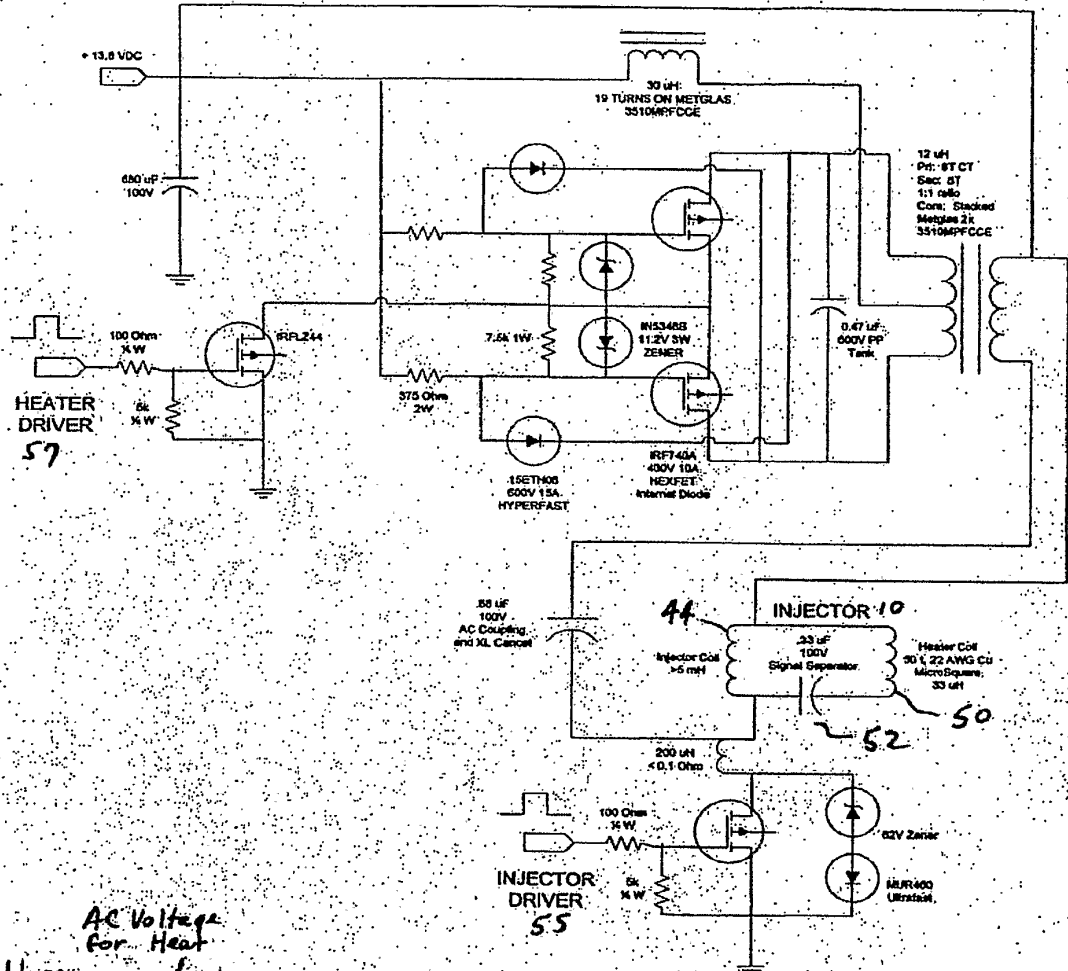 + 13.8 VDC
30 uH:
19 TURNS ON METGLAS
3510MPFCCE
680 uF
100V
12 uH
Pri: 8T CT
Sec: 8T
1:1 ratio
Core: Stacked
Metglas 2x
3510MPFCCE
100 Ohm
¼ W
IRFLZ44
5k
¼ W
HEATER
DRIVER
57
7.5k 1W
IN5348B
11.2V 3W
ZENER
0.47 uF
600V PP
Tank
375 Ohm
2W
15ETH06
600V 15A
HYPERFAST
IRF740A
400V 10A
HEXFET
Internal Diode
.68 uF
100V
AC Coupling
and XL Cancel
44
INJECTOR 10
Injector Coil
>5 mH
.33 uF
100V
Signal Separator
Heater Coil
50 t, 22 AWG Cu
MicroSquare,
33 uH
50
52
200 uH
< 0.1 Ohm
100 Ohm
¼ W
5k
¼ W
INJECTOR
DRIVER
55
62V Zener
MUR460
Ultrafast
AC Voltage
for Heat